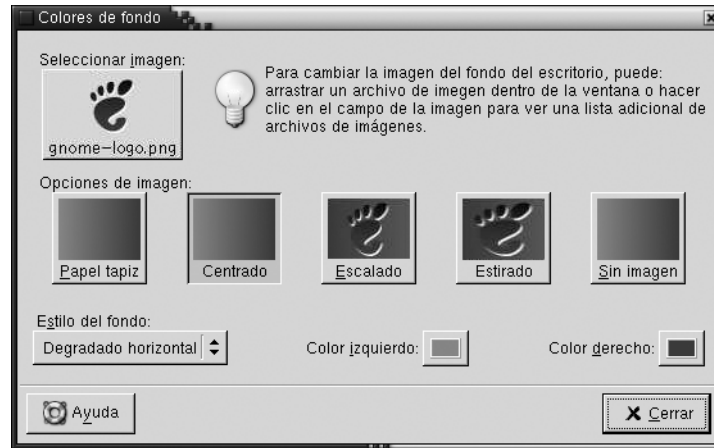 Colores de fondo
Seleccionar imagen:
gnome-logo.png
Para cambiar la imagen del fondo del escritorio, puede:
arrastrar un archivo de imegen dentro de la ventana o hacer
clic en el campo de la imagen para ver una lista adicional de
archivos de imágenes.
Opciones de imagen:
Papel tapiz
Centrado
Escalado
Estirado
Sin imagen
Estilo del fondo:
Degradado horizontal
Color izquierdo:
Color derecho:
Ayuda
Cerrar